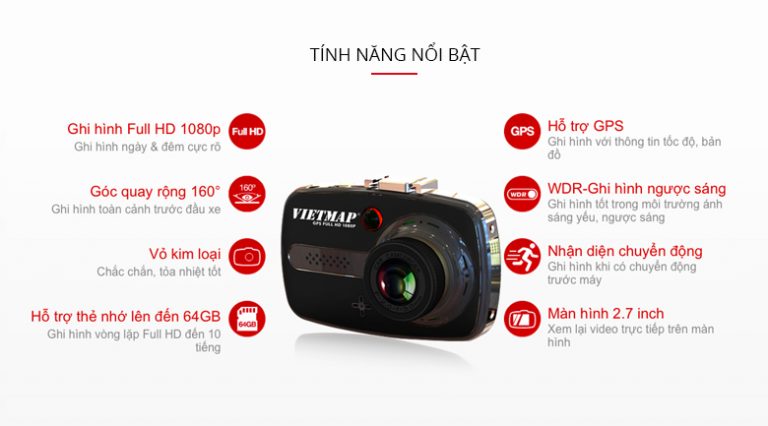 TÍNH NĂNG NỔI BẬT
Ghi hình Full HD 1080p
Ghi hình ngày & đêm cực rõ
Full HD
Góc quay rộng 160°
Ghi hình toàn cảnh trước đầu xe
160°
Vỏ kim loại
Chắc chắn, tỏa nhiệt tốt
Hỗ trợ thẻ nhớ lên đến 64GB
Ghi hình vòng lặp Full HD đến 10
tiếng
64GB
VIETMAP
GPS FULL HD 1080P
GPS
Hỗ trợ GPS
Ghi hình với thông tin tốc độ, bản
đồ
WDR
WDR-Ghi hình ngược sáng
Ghi hình tốt trong môi trường ánh
sáng yếu, ngược sáng
Nhận diện chuyển động
Ghi hình khi có chuyển động
trước máy
Màn hình 2.7 inch
Xem lại video trực tiếp trên màn
hình